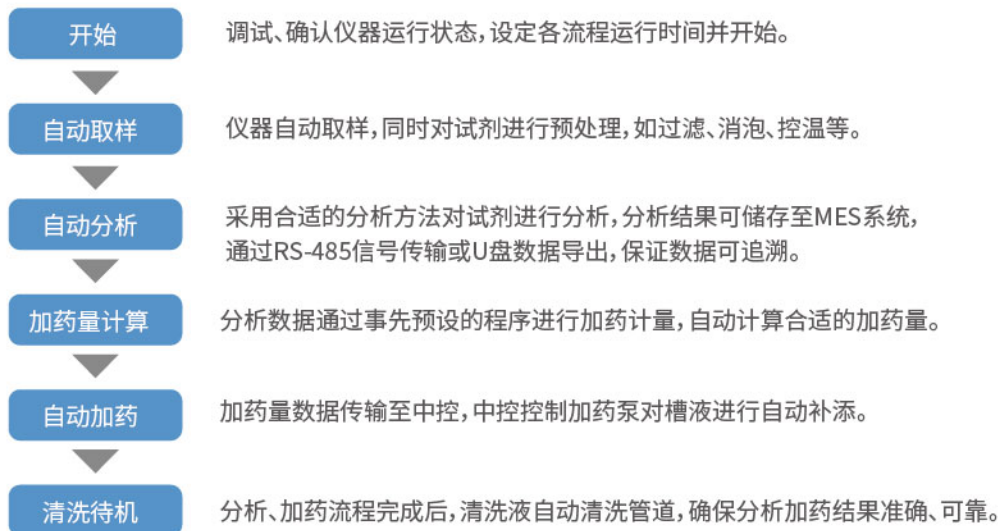 开始
调试、确认仪器运行状态，设定各流程运行时间并开始。
自动取样
仪器自动取样，同时对试剂进行预处理，如过滤、消泡、控温等。
自动分析
采用合适的分析方法对试剂进行分析，分析结果可储存至MES系统，
通过RS-485信号传输或U盘数据导出，保证数据可追溯。
加药量计算
分析数据通过事先预设的程序进行加药计量，自动计算合适的加药量。
自动加药
加药量数据传输至中控，中控控制加药泵对槽液进行自动补添。
清洗待机
分析、加药流程完成后，清洗液自动清洗管道，确保分析加药结果准确、可靠。